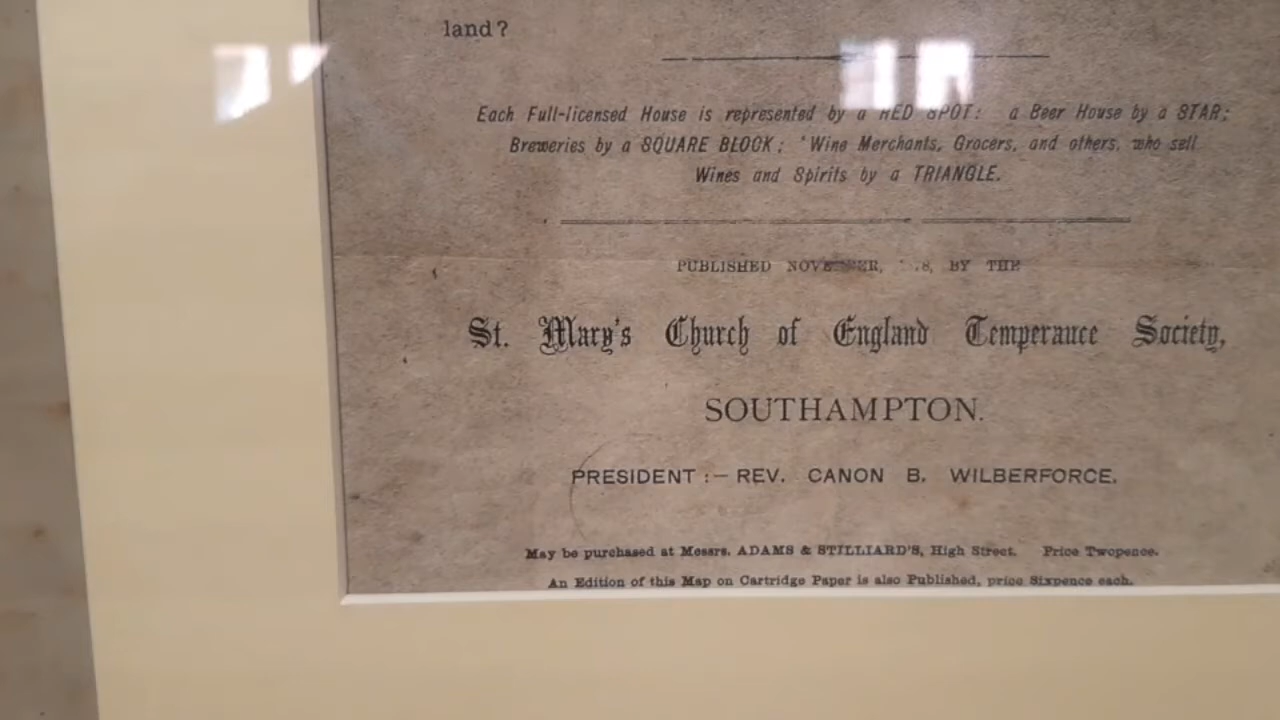 land?
Each Full-licensed House is represented by a RED SPOT: a Beer House by a STAR;
Breweries by a SQUARE BLOCK; 'Wine Merchants, Grocers, and others, who sell
Wines and Spirits by a TRIANGLE.
PUBLISHED NOVEMBER, 8, BY THE
St. Mary's Church of England Temperance Society,
SOUTHAMPTON.
PRESIDENT :— REV. CANON B. WILBERFORCE.
May be purchased at Messrs. ADAMS & STILLIARD'S, High Street. Price Twopence.
An Edition of this Map on Cartridge Paper is also Published, price Sixpence each.